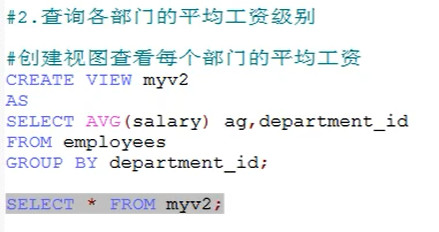 #2.查询各部门的平均工资级别
#创建视图查看每个部门的平均工资
CREATE VIEW myv2
AS
SELECT AVG(salary) ag,department_id
FROM employees
GROUP BY department_id;
SELECT * FROM myv2;